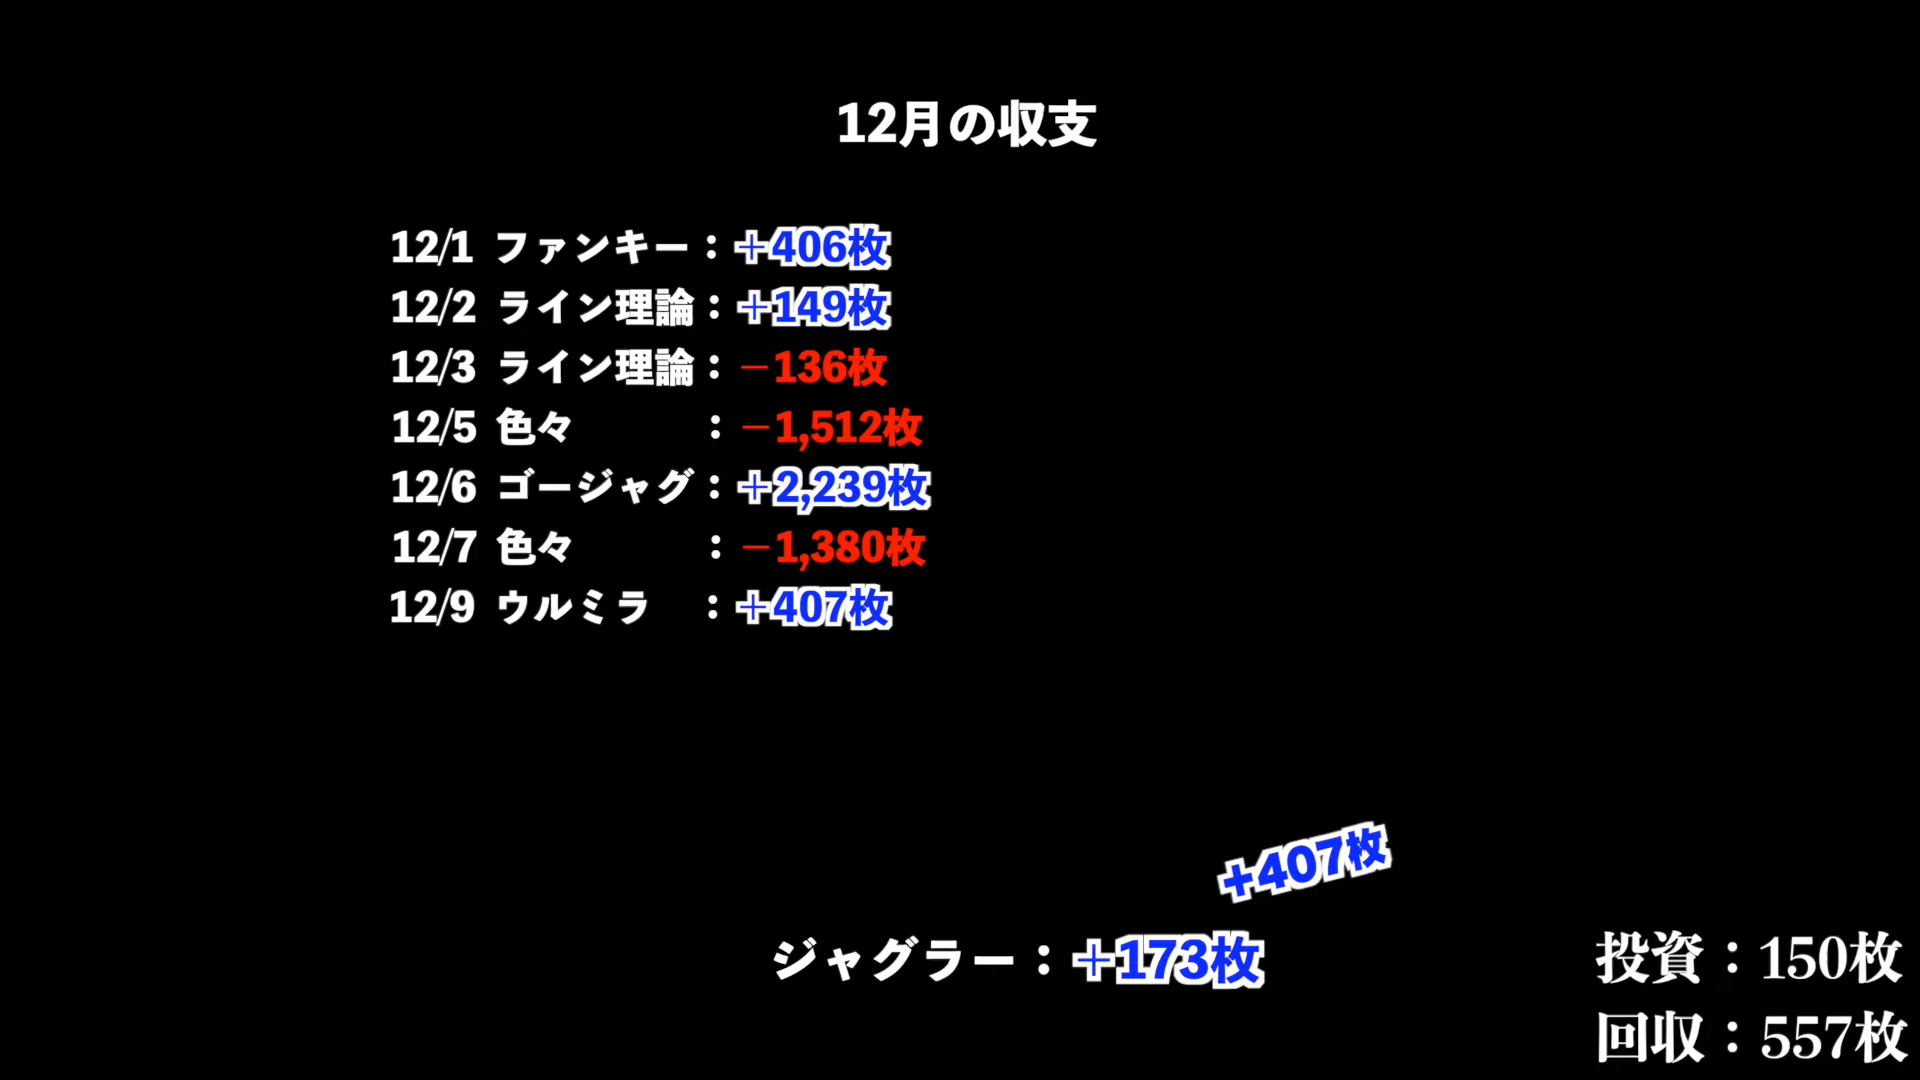 12月の収支
12/1 ファンキー：＋406枚
12/2 ライン理論：＋149枚
12/3 ライン理論：－136枚
12/5 色々　　　：－1,512枚
12/6 ゴージャグ：＋2,239枚
12/7 色々　　　：－1,380枚
12/9 ウルミラ　：＋407枚
+407枚
ジャグラー：＋173枚
投資：150枚
回収：557枚